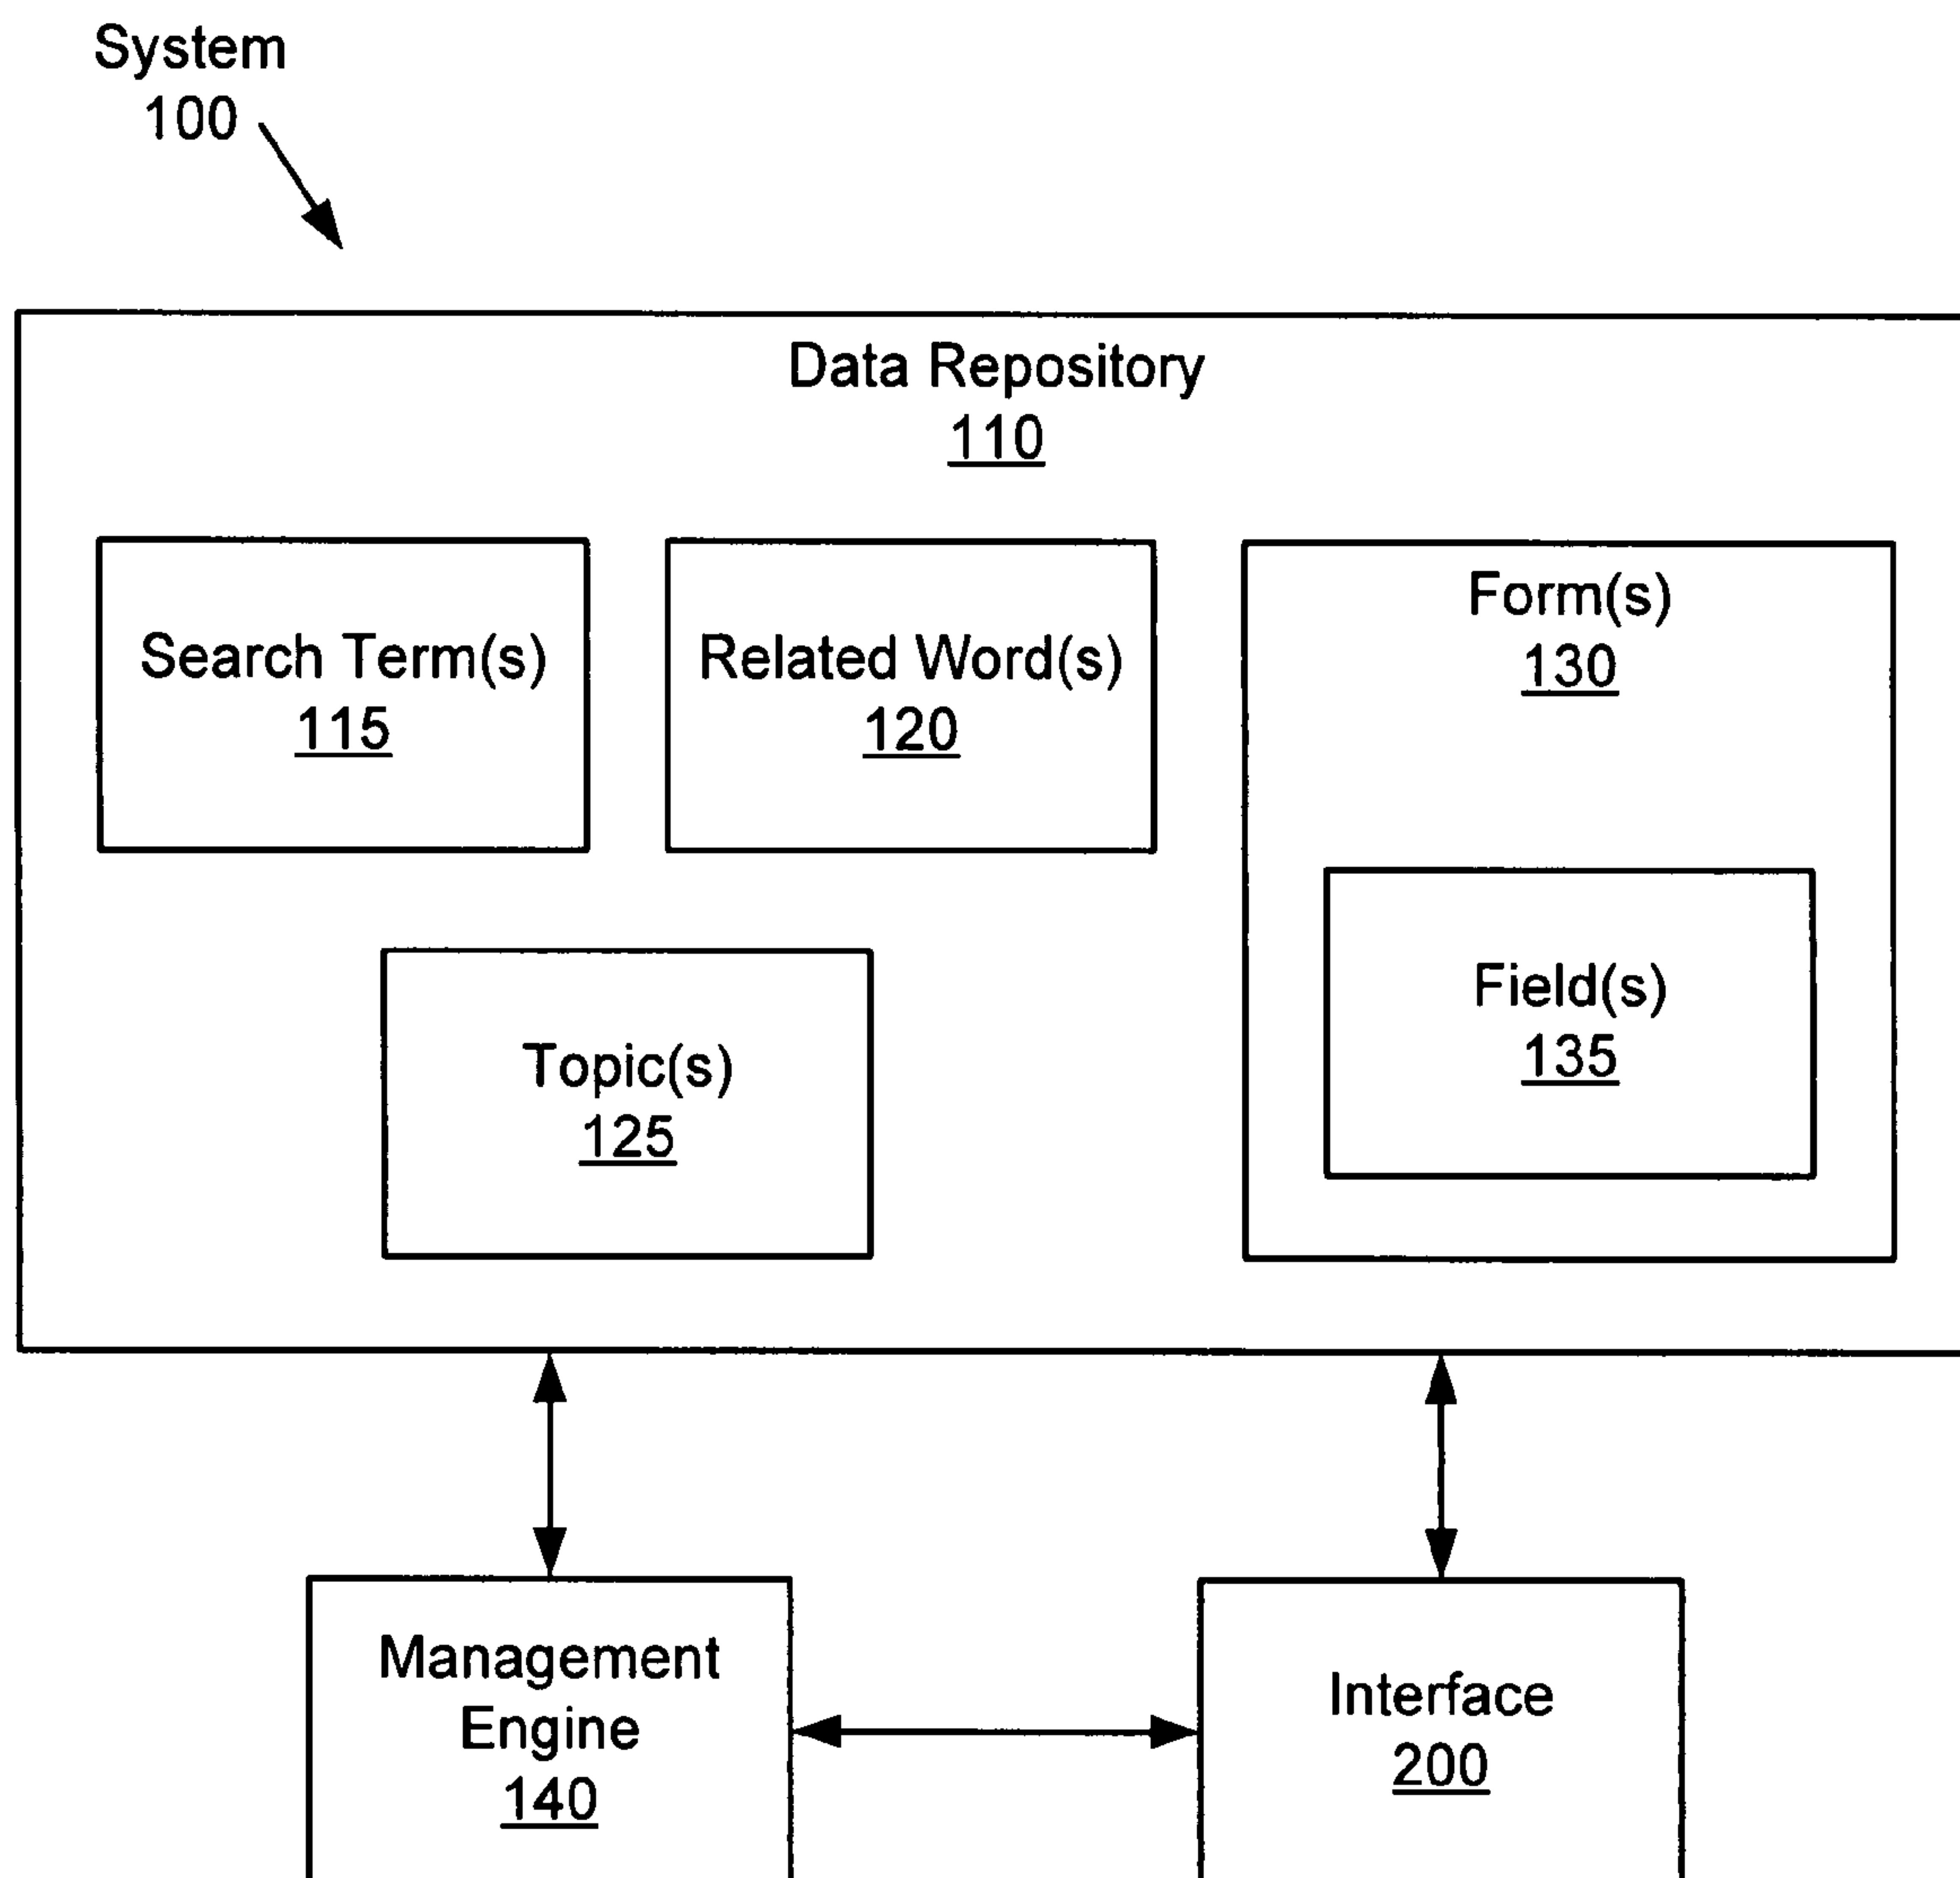 System
100
Data Repository
110
Search Term(s)
115
Related Word(s)
120
Form(s)
130
Field(s)
135
Topic(s)
125
Management
Engine
140
Interface
200